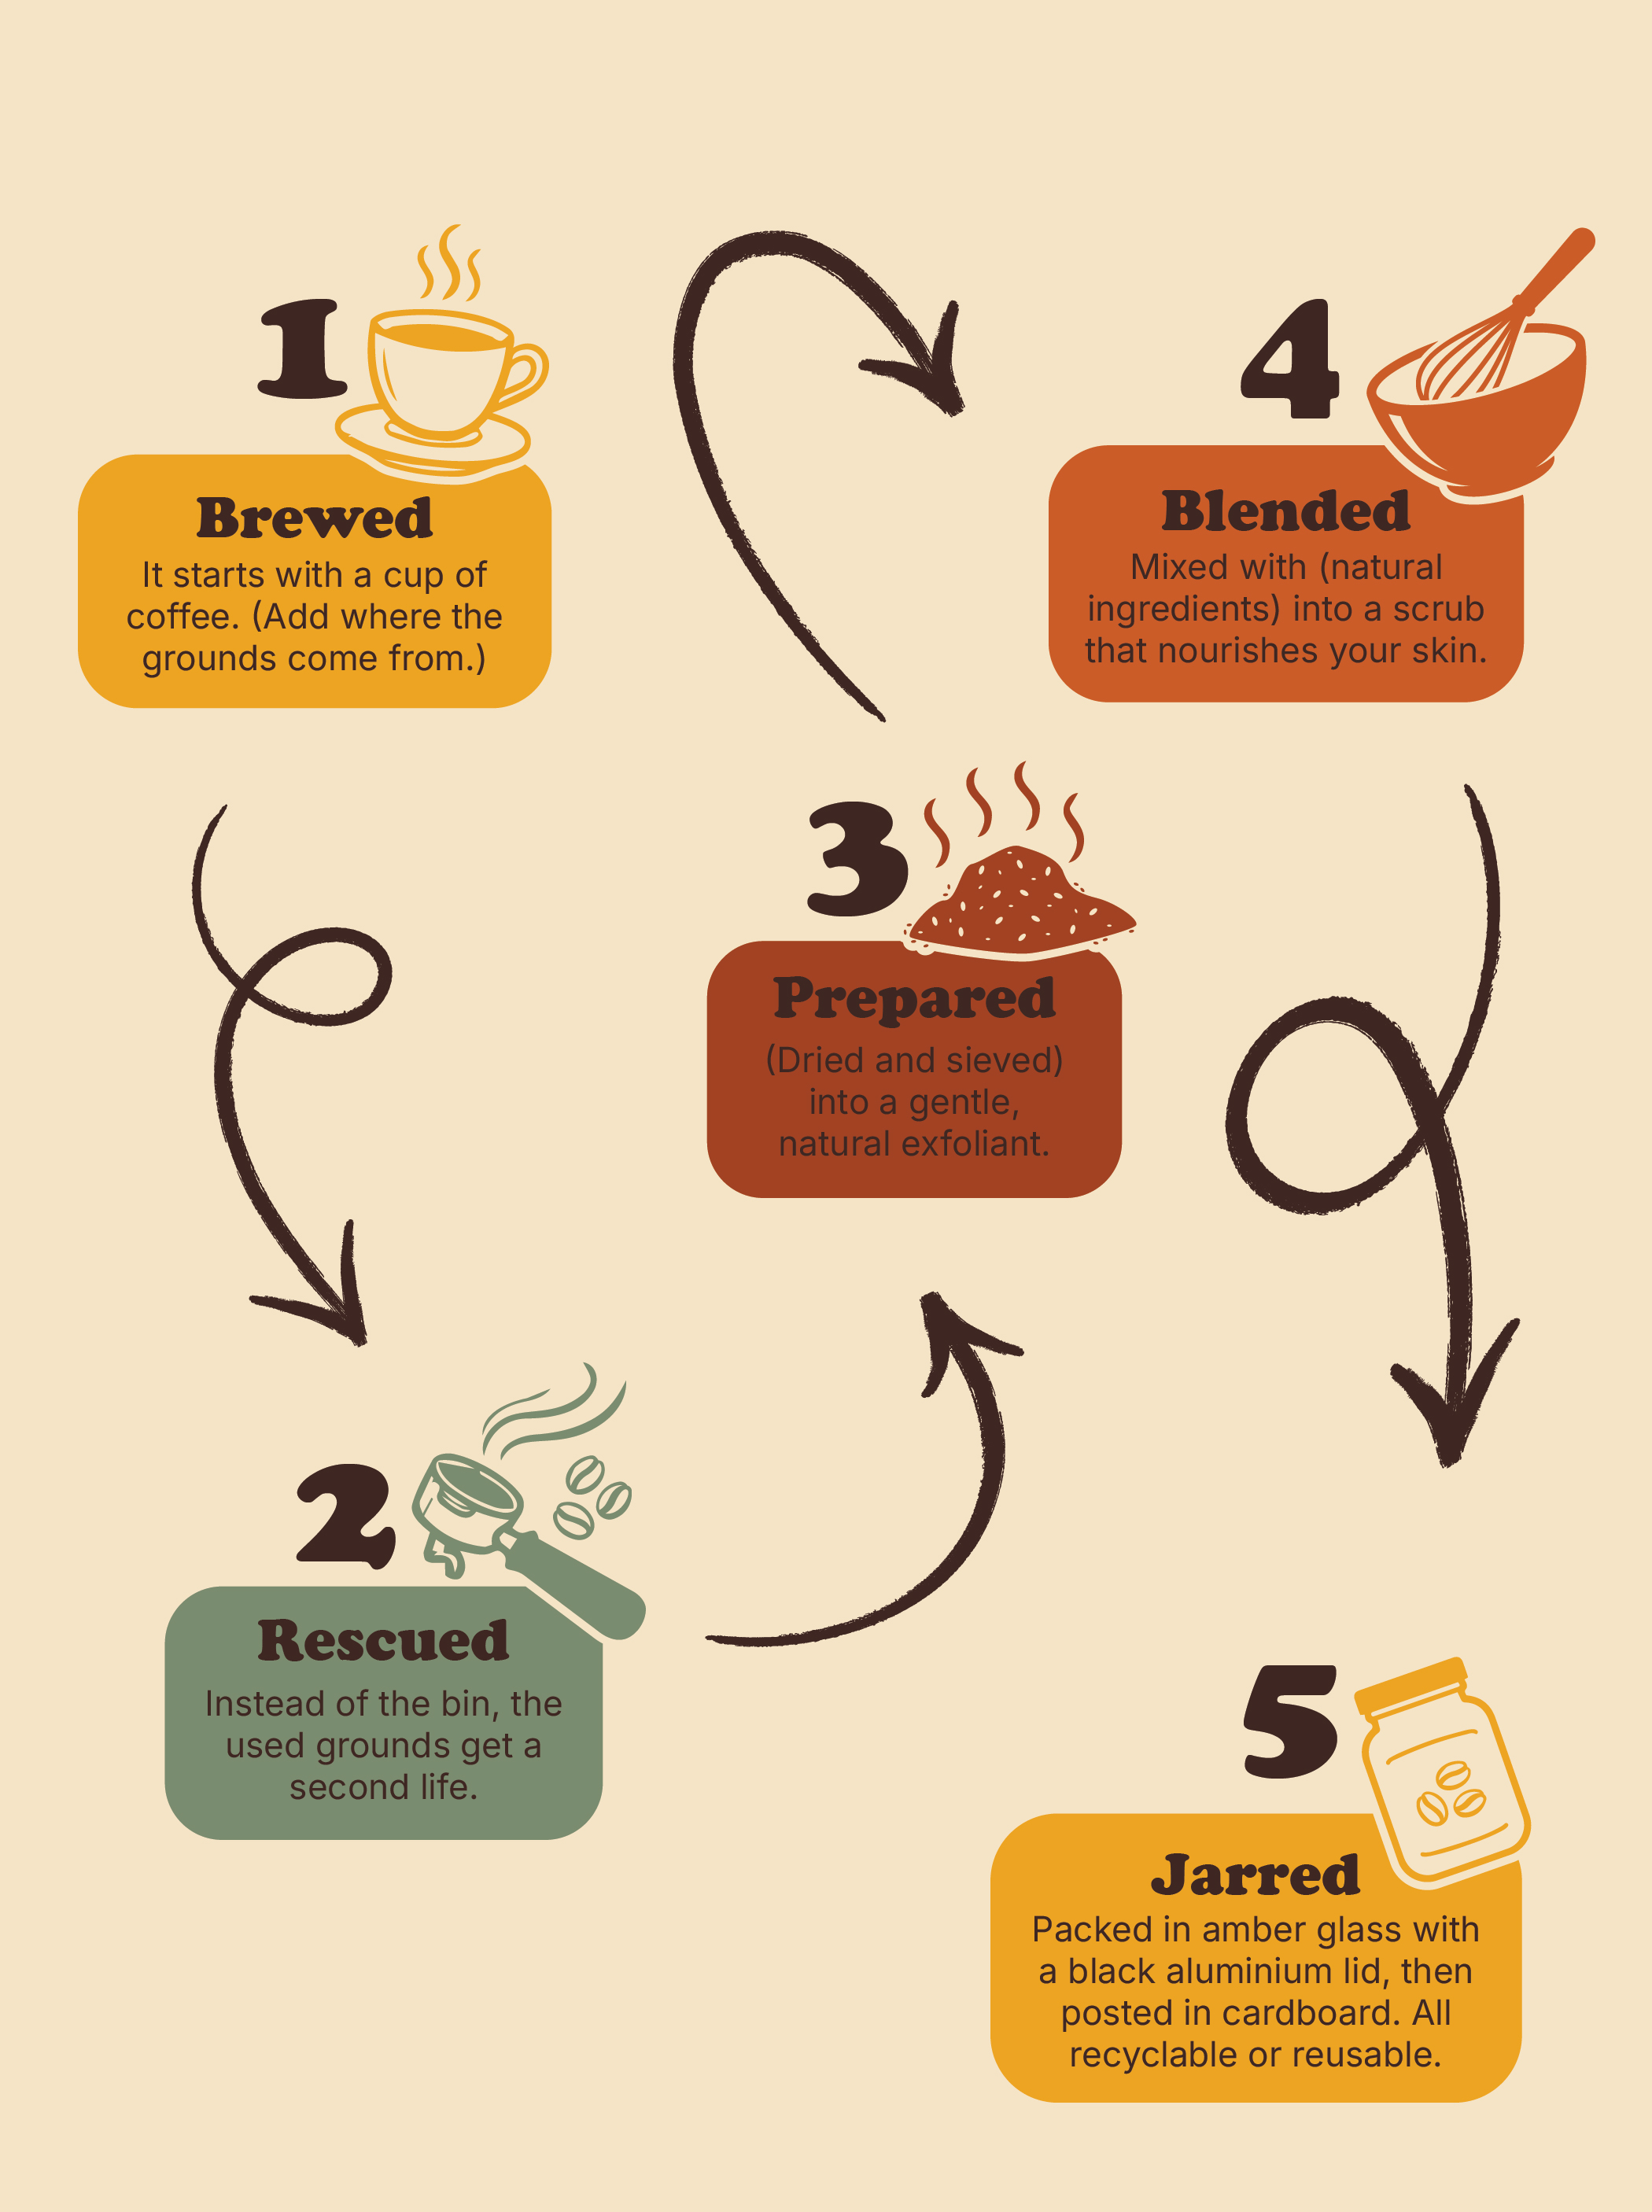 1
Brewed
It starts with a cup of
coffee. (Add where the
grounds come from.)
2
Rescued
Instead of the bin, the
used grounds get a
second life.
3
Prepared
(Dried and sieved)
into a gentle,
natural exfoliant.
4
Blended
Mixed with (natural
ingredients) into a scrub
that nourishes your skin.
5
Jarred
Packed in amber glass with
a black aluminium lid, then
posted in cardboard. All
recyclable or reusable.